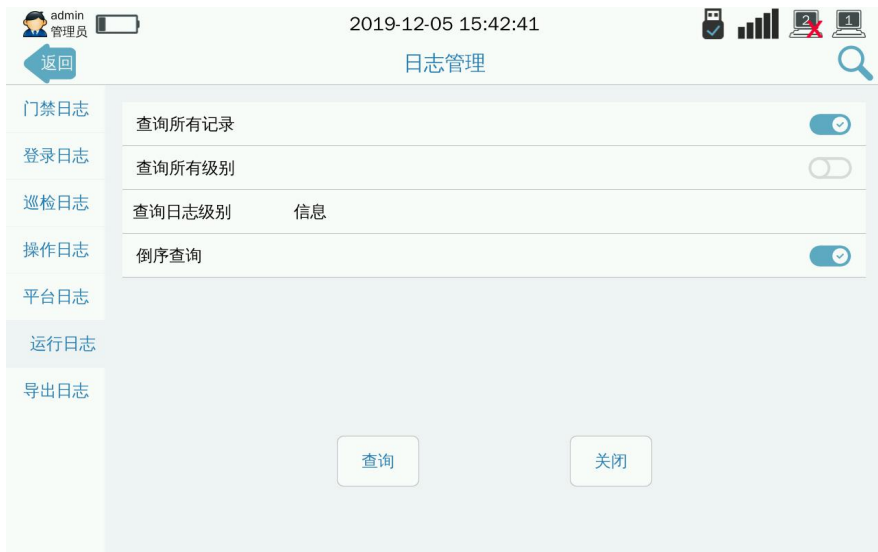 admin
管理员
2019-12-05 15:42:41
2
1
返回
日志管理
门禁日志
登录日志
巡检日志
操作日志
平台日志
运行日志
导出日志
查询所有记录
查询所有级别
查询日志级别 信息
倒序查询
查询
关闭